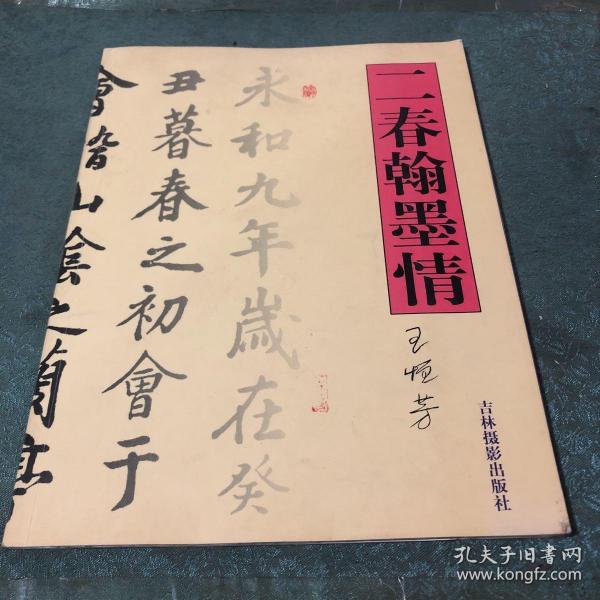 二春翰墨情
王恒芳
吉林摄影出版社
永和九年歲在癸
丑暮春之初會于
會稽山陰之蘭亭
孔夫子旧书网
www.kongfz.com